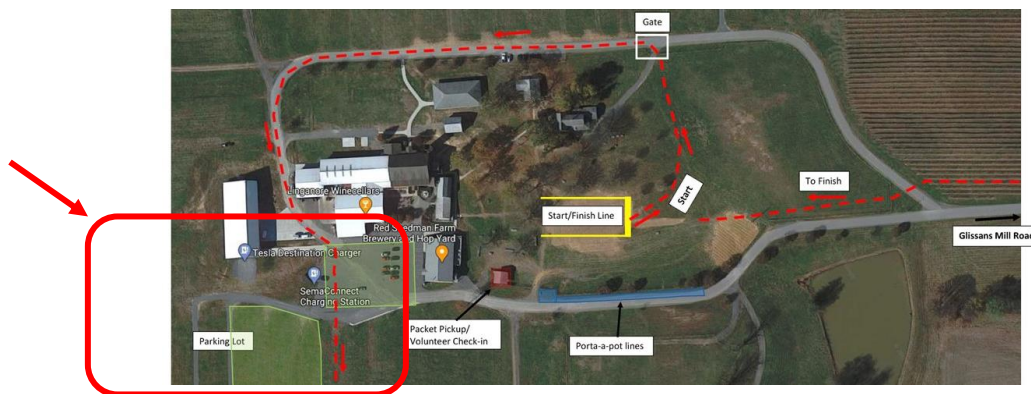 Gate
Linganore Winecellars
To Finish
Start
Start/Finish Line
Red Shedman Farm
Brewery and Hop Yard
Glissans Mill Road
Tesla Destination Charger
SemaConnect
Charging Station
Packet Pickup/
Volunteer Check-in
Parking Lot
Porta-a-pot lines